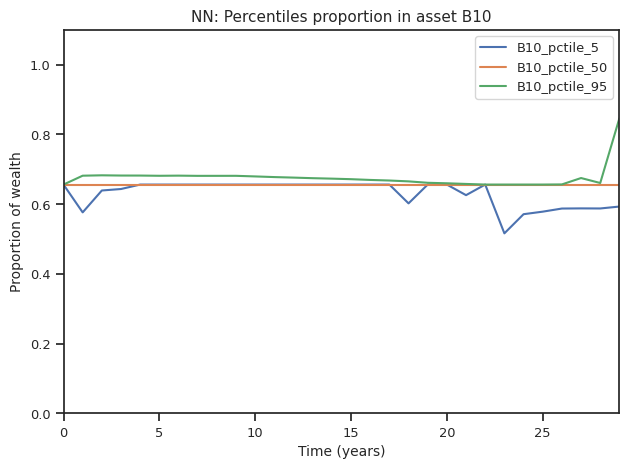 NN: Percentiles proportion in asset B10
B10_pctile_5
B10_pctile_50
B10_pctile_95
Proportion of wealth
1.0
0.8
0.6
0.4
0.2
0.0
0 5 10 15 20 25
Time (years)